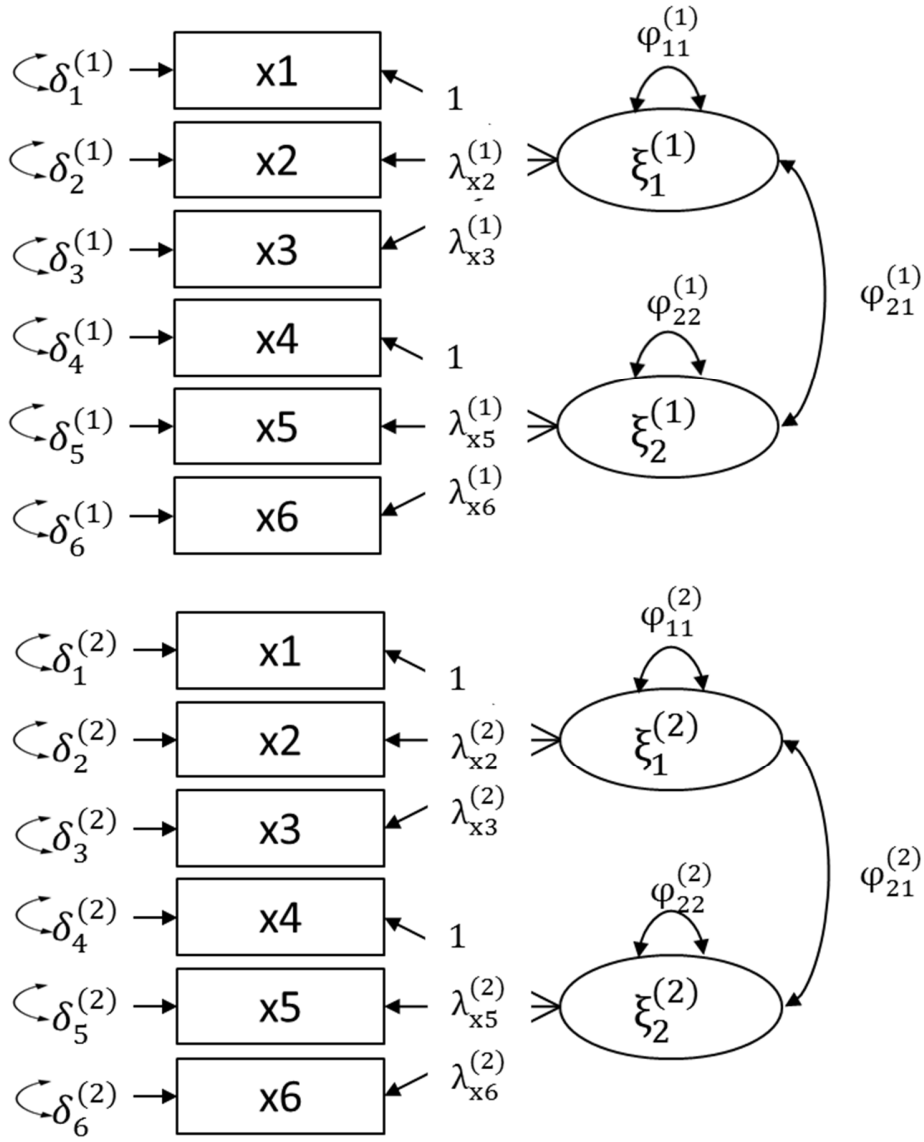 φ₁₁⁽¹⁾
δ₁⁽¹⁾ x1 1
ξ₁⁽¹⁾
δ₂⁽¹⁾ x2 λₓ₂⁽¹⁾
δ₃⁽¹⁾ x3 λₓ₃⁽¹⁾
φ₂₁⁽¹⁾
φ₂₂⁽¹⁾
δ₄⁽¹⁾ x4 1
δ₅⁽¹⁾ x5 λₓ₅⁽¹⁾ ξ₂⁽¹⁾
δ₆⁽¹⁾ x6 λₓ₆⁽¹⁾
φ₁₁⁽²⁾
δ₁⁽²⁾ x1 1
δ₂⁽²⁾ x2 λₓ₂⁽²⁾ ξ₁⁽²⁾
δ₃⁽²⁾ x3 λₓ₃⁽²⁾
φ₂₁⁽²⁾
φ₂₂⁽²⁾
δ₄⁽²⁾ x4 1
δ₅⁽²⁾ x5 λₓ₅⁽²⁾ ξ₂⁽²⁾
δ₆⁽²⁾ x6 λₓ₆⁽²⁾